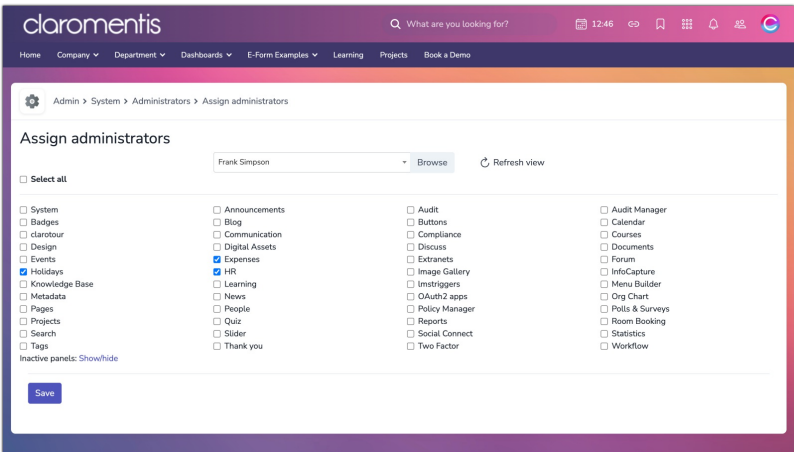 claromentis
What are you looking for?
12:46
Home Company Department Dashboards E-Form Examples Learning Projects Book a Demo
Admin > System > Administrators > Assign administrators
Assign administrators
Frank Simpson Browse Refresh view
Select all
System Announcements Audit Audit Manager
Badges Blog Buttons Calendar
clarotour Communication Compliance Courses
Design Digital Assets Discuss Documents
Events Expenses Extranets Forum
Holidays HR Image Gallery InfoCapture
Knowledge Base Learning lmstriggers Menu Builder
Metadata News OAuth2 apps Org Chart
Pages People Policy Manager Polls & Surveys
Projects Quiz Reports Room Booking
Search Slider Social Connect Statistics
Tags Thank you Two Factor Workflow
Inactive panels: Show/hide
Save